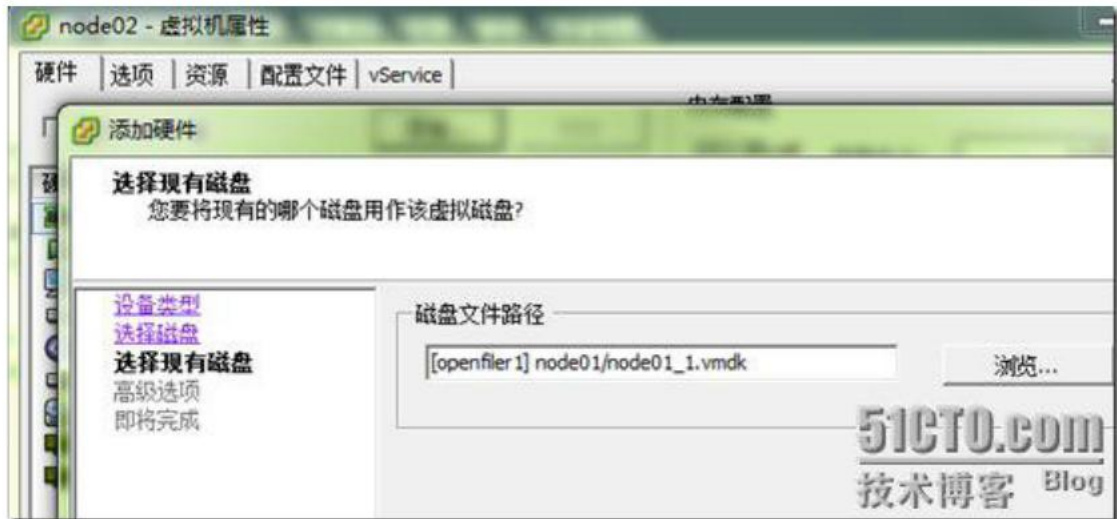 node02 - 虚拟机属性
硬件 选项 资源 配置文件 vService
内存配置
添加硬件
选择现有磁盘
您要将现有的哪个磁盘用作该虚拟磁盘?
设备类型
选择磁盘
选择现有磁盘
高级选项
即将完成
磁盘文件路径
[openfiler1] node01/node01_1.vmdk
浏览...
51CTO.com
技术博客 Blog